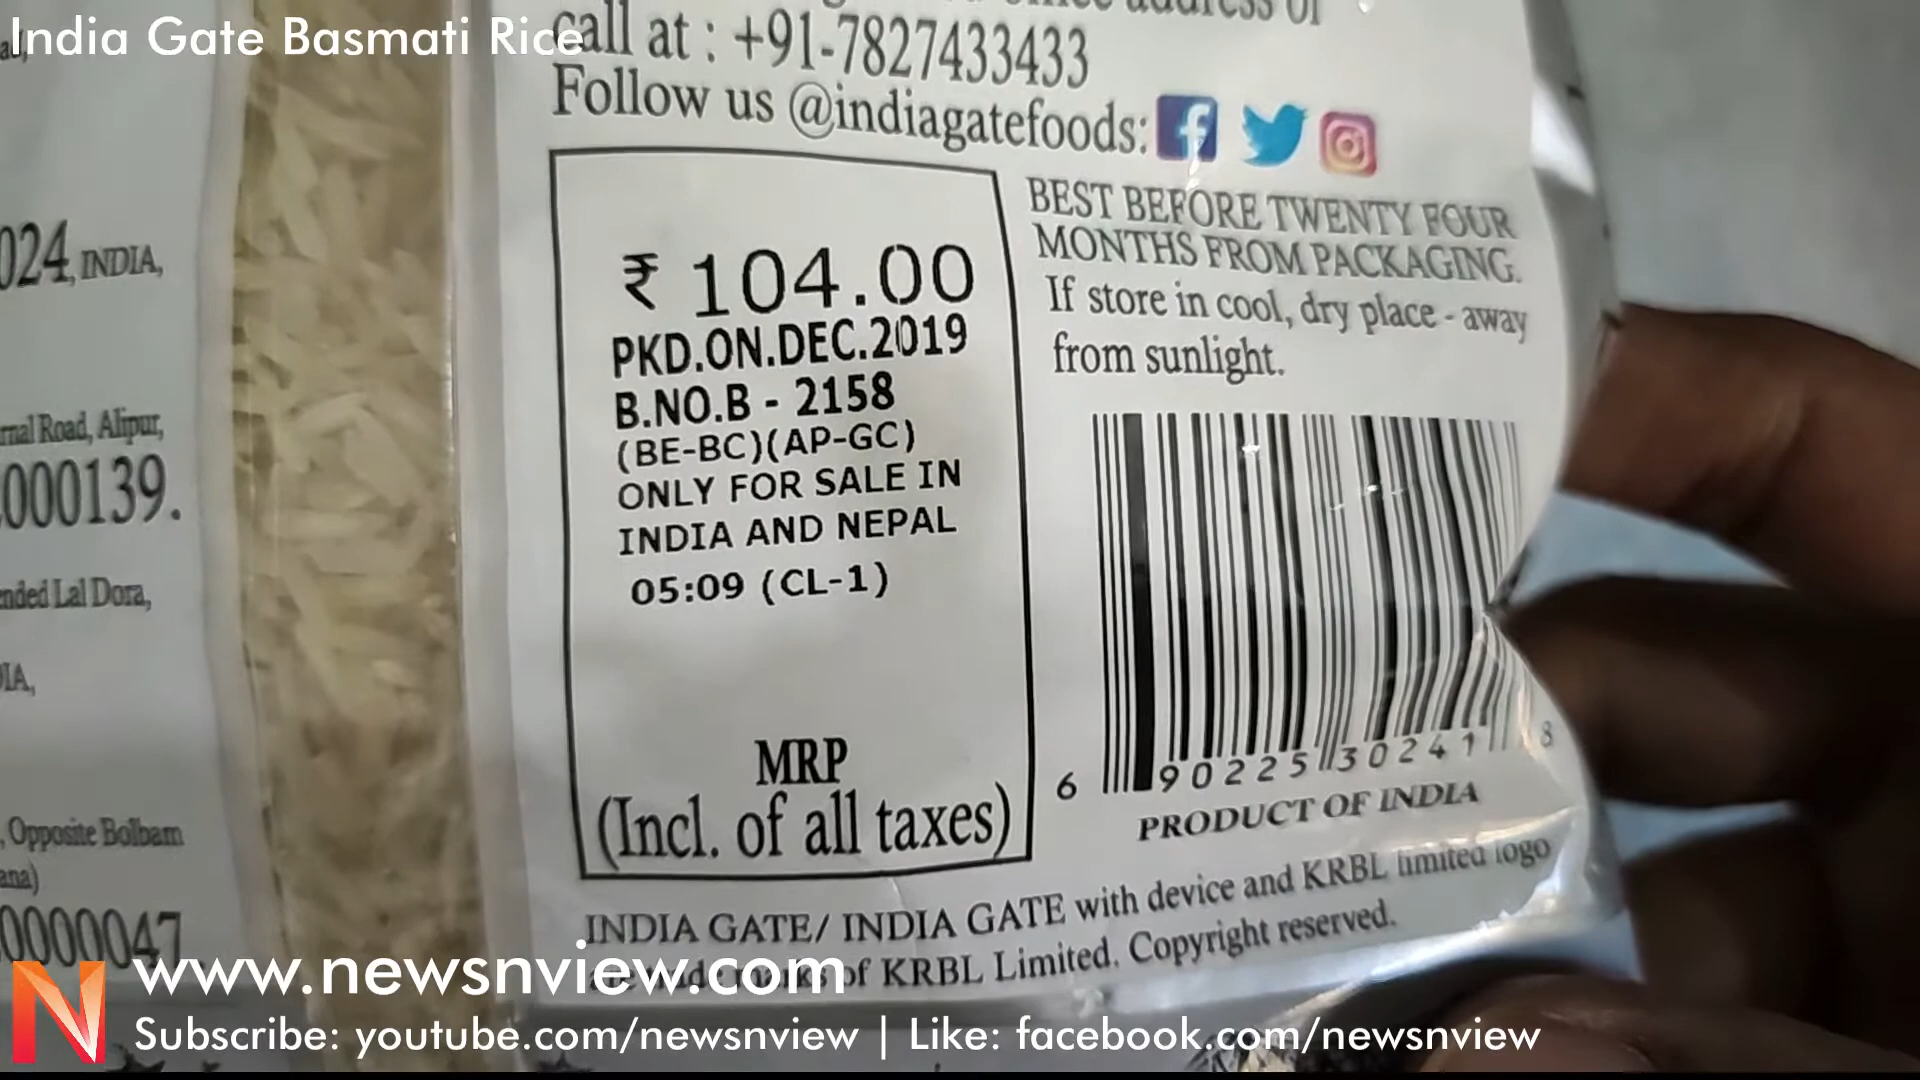 India Gate Basmati Rice
call at : +91-7827433433
Follow us @indiagatefoods:
024, INDIA,
Road, Alipur,
000139.
Lal Dora,
Opposite Bolbam
0000047
₹ 104.00
PKD.ON.DEC.2019
B.NO.B - 2158
(BE-BC)(AP-GC)
ONLY FOR SALE IN
INDIA AND NEPAL
05:09 (CL-1)
MRP
(Incl. of all taxes)
BEST BEFORE TWENTY FOUR
MONTHS FROM PACKAGING.
If store in cool, dry place - away
from sunlight.
6 90225 30241 8
PRODUCT OF INDIA
INDIA GATE/ INDIA GATE with device and KRBL limited logo
of KRBL Limited. Copyright reserved.
N www.newsnview.com
Subscribe: youtube.com/newsnview | Like: facebook.com/newsnview